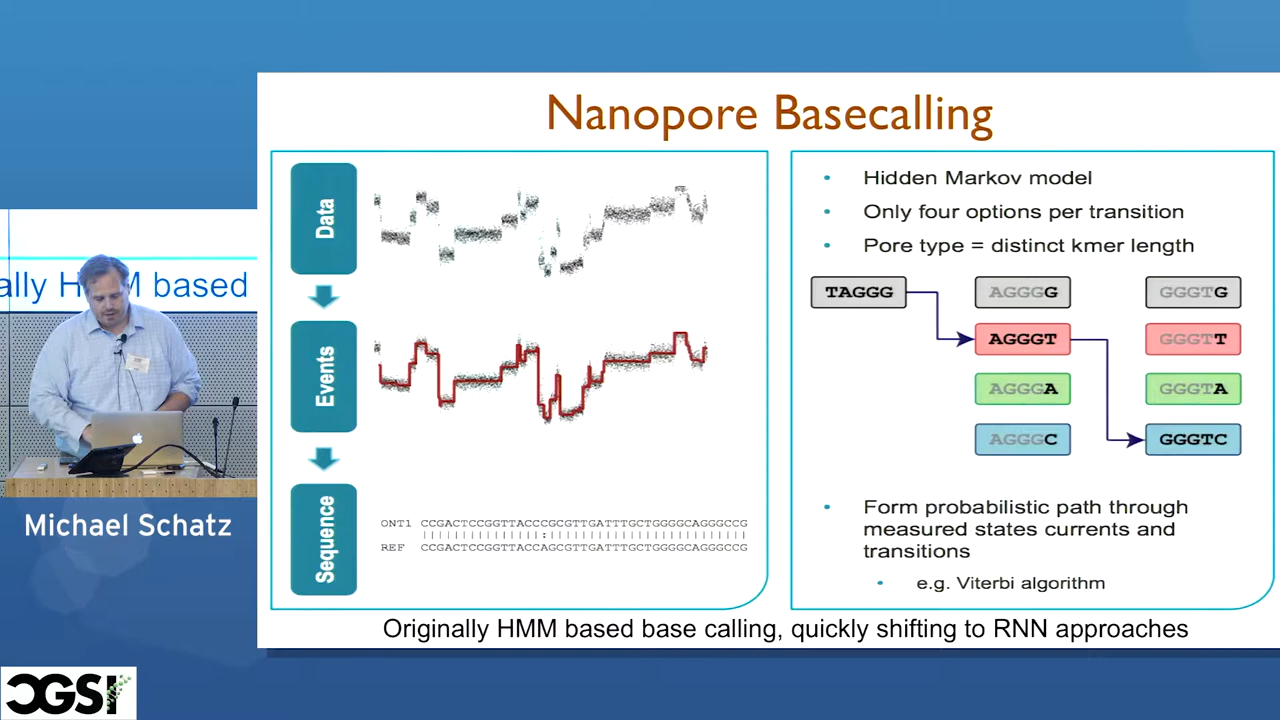 Nanopore Basecalling
Data
Events
Sequence
ONT1 CCGACTCCGGTTACCCGCGTTGATTTGCTGGGGCAGGGCCG
REF CCGACTCCGGTTACCAGCGTTGATTTGCTGGGGCAGGGCCG
• Hidden Markov model
• Only four options per transition
• Pore type = distinct kmer length
TAGGG
AGGGG
GGGTG
AGGGT
GGGTT
AGGGA
GGGTA
AGGGC
GGGTC
• Form probabilistic path through
measured states currents and
transitions
• e.g. Viterbi algorithm
Originally HMM based base calling, quickly shifting to RNN approaches
ally HMM based
Michael Schatz
CGSI